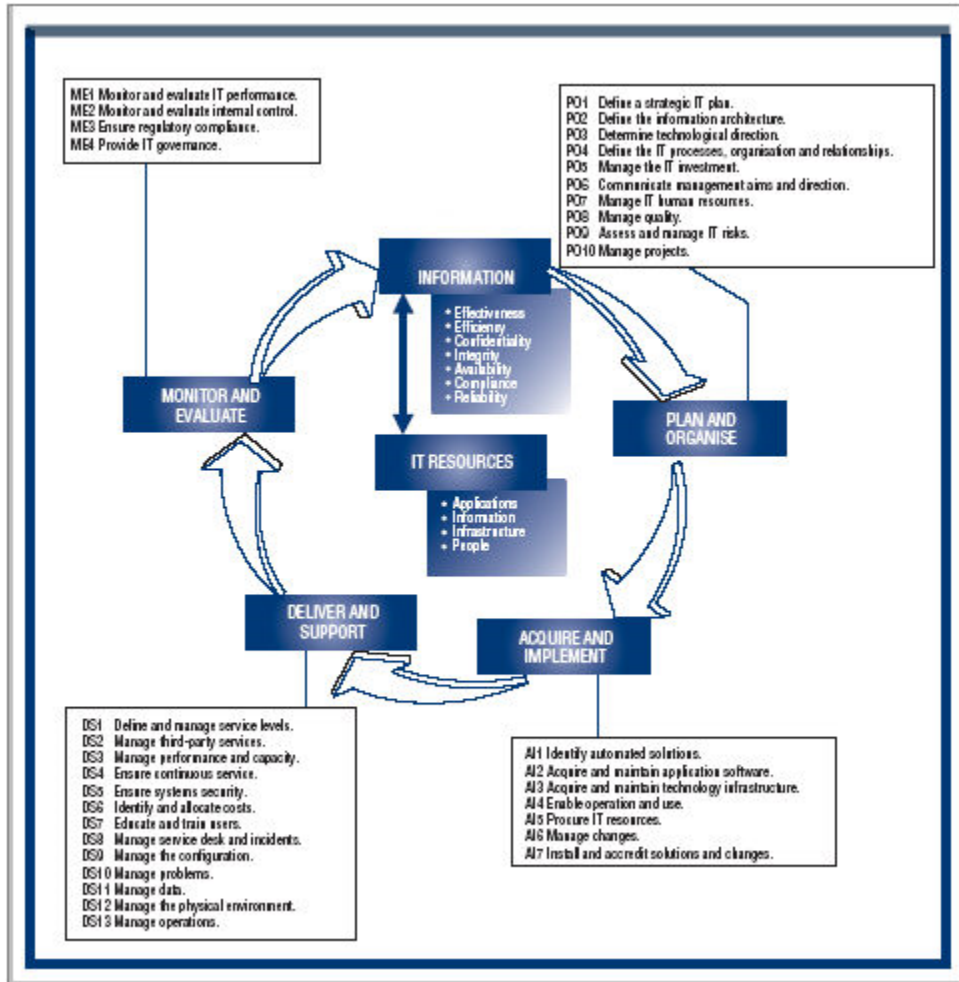 ME1 Monitor and evaluate IT performance.
ME2 Monitor and evaluate internal control.
ME3 Ensure regulatory compliance.
ME4 Provide IT governance.
PO1 Define a strategic IT plan.
PO2 Define the information architecture.
PO3 Determine technological direction.
PO4 Define the IT processes, organisation and relationships.
PO5 Manage the IT investment.
PO6 Communicate management aims and direction.
PO7 Manage IT human resources.
PO8 Manage quality.
PO9 Assess and manage IT risks.
PO10 Manage projects.
INFORMATION
• Effectiveness
• Efficiency
• Confidentiality
• Integrity
• Availability
• Compliance
• Reliability
MONITOR AND
EVALUATE
PLAN AND
ORGANISE
IT RESOURCES
• Applications
• Information
• Infrastructure
• People
DELIVER AND
SUPPORT
ACQUIRE AND
IMPLEMENT
DS1 Define and manage service levels.
DS2 Manage third-party services.
DS3 Manage performance and capacity.
DS4 Ensure continuous service.
DS5 Ensure systems security.
DS6 Identify and allocate costs.
DS7 Educate and train users.
DS8 Manage service desk and incidents.
DS9 Manage the configuration.
DS10 Manage problems.
DS11 Manage data.
DS12 Manage the physical environment.
DS13 Manage operations.
AI1 Identify automated solutions.
AI2 Acquire and maintain application software.
AI3 Acquire and maintain technology infrastructure.
AI4 Enable operation and use.
AI5 Procure IT resources.
AI6 Manage changes.
AI7 Install and accredit solutions and changes.